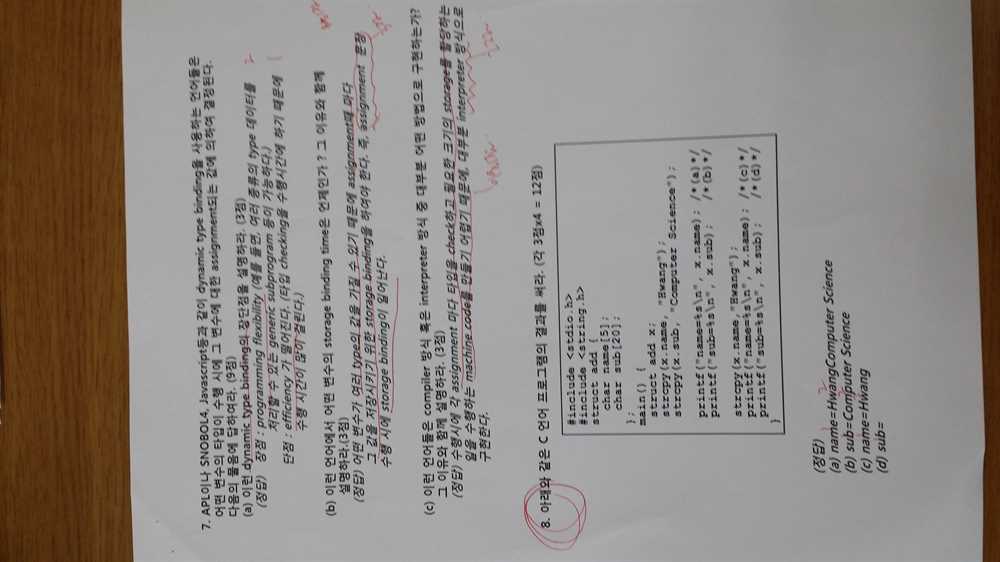 7. APL이나 SNOBOL4, Javascript등과 같이 dynamic type binding을 사용하는 언어들은
어떤 변수의 타입이 수행 시에 그 변수에 대한 assignment되는 값에 의하여 결정된다.
다음의 물음에 답하여라. (9점)
(a) 이런 dynamic type binding의 장단점을 설명하라. (3점)
(정답) 장점 : programming flexibility (예를 들면, 여러 종류의 type 데이터를
처리할 수 있는 generic subprogram 등이 가능하다.)
단점 : efficiency가 떨어진다. (타입 checking을 수행시간에 하기 때문에
수행 시간이 많이 걸린다.)
(b) 이런 언어에서 어떤 변수의 storage binding time은 언제인가? 그 이유와 함께
설명하라.(3점)
(정답) 어떤 변수가 여러 type의 값을 가질 수 있기 때문에 assignment때 마다
그 값을 저장시키기 위한 storage binding을 하여야 한다. 즉, assignment 문장
수행 시에 storage binding이 일어난다.
(c) 이런 언어들은 compiler 방식 혹은 interpreter 방식 중 대부분 어떤 방법으로 구현하는가?
그 이유와 함께 설명하라. (3점)
(정답) 수행시에 각 assignment 마다 타입을 check하고 필요한 크기의 storage를 할당하는
일을 수행하는 machine code를 만들기 어렵기 때문에, 대부분 interpreter 방식으로
구현한다.
8. 아래와 같은 C 언어 프로그램의 결과를 써라. (각 3점x4 = 12점)
#include <stdio.h>
#include <string.h>
struct add {
char name[5];
char sub[20];
};
main() {
struct add x;
strcpy(x.name, "Hwang");
strcpy(x.sub, "Computer Science");
printf("name=%s\n", x.name); /*(a)*/
printf("sub=%s\n", x.sub); /*(b)*/
strcpy(x.name,"Hwang");
printf("name=%s\n", x.name); /*(c)*/
printf("sub=%s\n", x.sub); /*(d)*/
}
(정답)
(a) name=HwangComputer Science
(b) sub=Computer Science
(c) name=Hwang
(d) sub=